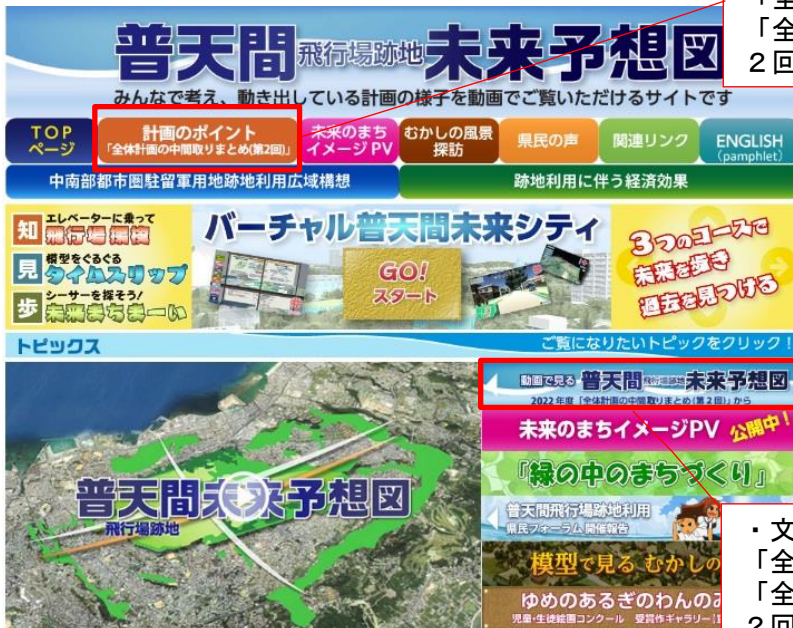 「全
「全
2回
普天間飛行場跡地未来予想図
みんなで考え、動き出している計画の様子を動画でご覧いただけるサイトです
TOP
ページ
計画のポイント
「全体計画の中間取りまとめ(第2回)」
未来のまち
イメージPV
むかしの風景
探訪
県民の声
関連リンク
ENGLISH
(pamphlet)
中南部都市圏駐留軍用地跡地利用広域構想
跡地利用に伴う経済効果
知 エレベーターに乗って
飛行場探検
見 模型をぐるぐる
タイムスリップ
歩 シーサーを探そう!
未来まちまーい
バーチャル普天間未来シティ
GO!
スタート
3つのコースで
未来を歩き
過去を見つける
トピックス
ご覧になりたいトピックをクリック!
普天間未来予想図
飛行場跡地
動画で見る 普天間飛行場跡地未来予想図
2022年度「全体計画の中間取りまとめ(第2回)」から
未来のまちイメージPV 公開中!
『緑の中のまちづくり』
普天間飛行場跡地利用
県民フォーラム 開催報告
模型で見る むかしの
ゆめのあるぎのわんの
児童・生徒絵画コンクール 受賞作ギャラリー
・文
「全
「全
2回